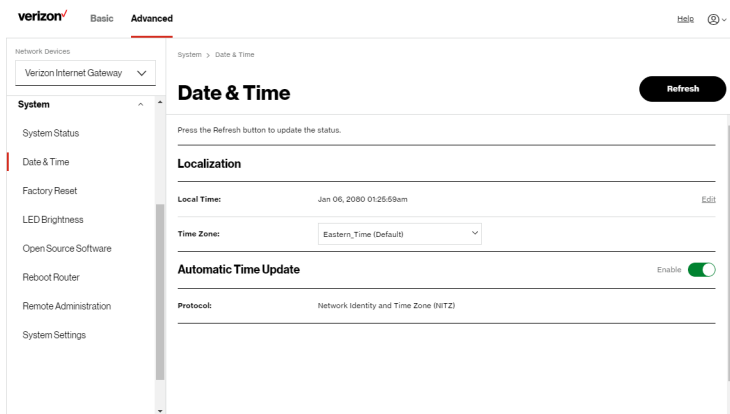 verizon Basic Advanced Help
Network Devices
Verizon Internet Gateway
System
System Status
Date & Time
Factory Reset
LED Brightness
Open Source Software
Reboot Router
Remote Administration
System Settings
System > Date & Time
Date & Time Refresh
Press the Refresh button to update the status.
Localization
Local Time: Jan 06, 2080 01:25:59am Edit
Time Zone: Eastern_Time (Default)
Automatic Time Update Enable
Protocol: Network Identity and Time Zone (NITZ)